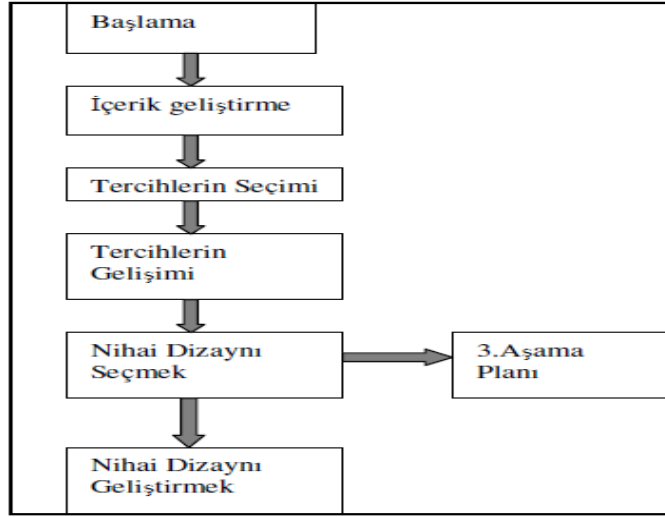 Başlama
İçerik geliştirme
Tercihlerin Seçimi
Tercihlerin
Gelişimi
Nihai Dizaynı
Seçmek
3.Aşama
Planı
Nihai Dizaynı
Geliştirmek